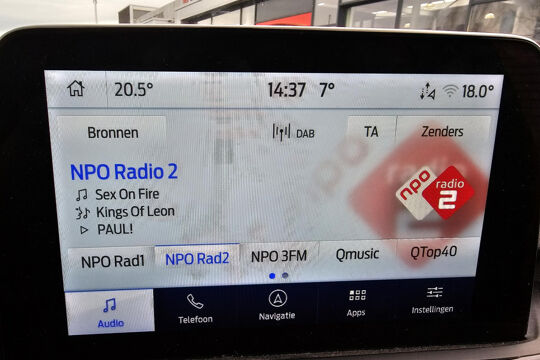 20.5° 14:37 7° 18.0°
Bronnen DAB TA Zenders
NPO Radio 2
Sex On Fire
Kings Of Leon
PAUL!
npo radio 2
NPO Rad1 NPO Rad2 NPO 3FM Qmusic QTop40
Audio Telefoon Navigatie Apps Instellingen